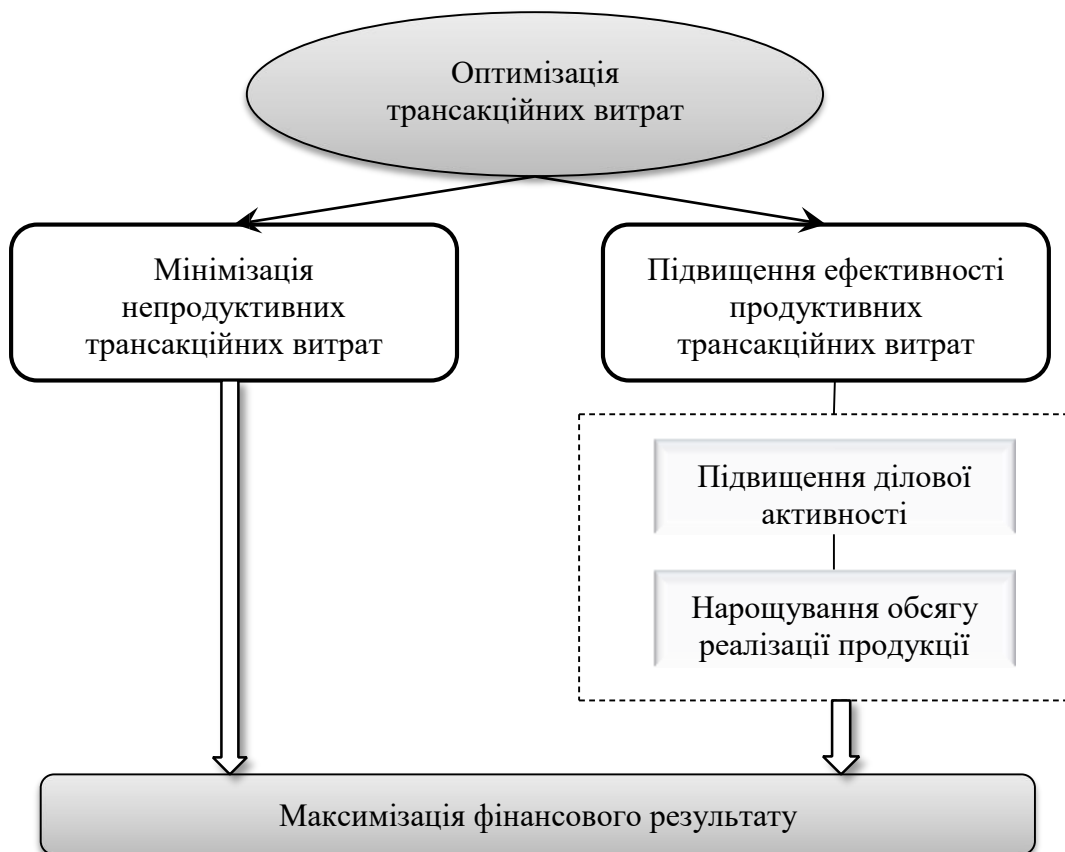 Оптимізація
трансакційних витрат
Мінімізація
непродуктивних
трансакційних витрат
Підвищення ефективності
продуктивних
трансакційних витрат
Підвищення ділової
активності
Нарощування обсягу
реалізації продукції
Максимізація фінансового результату